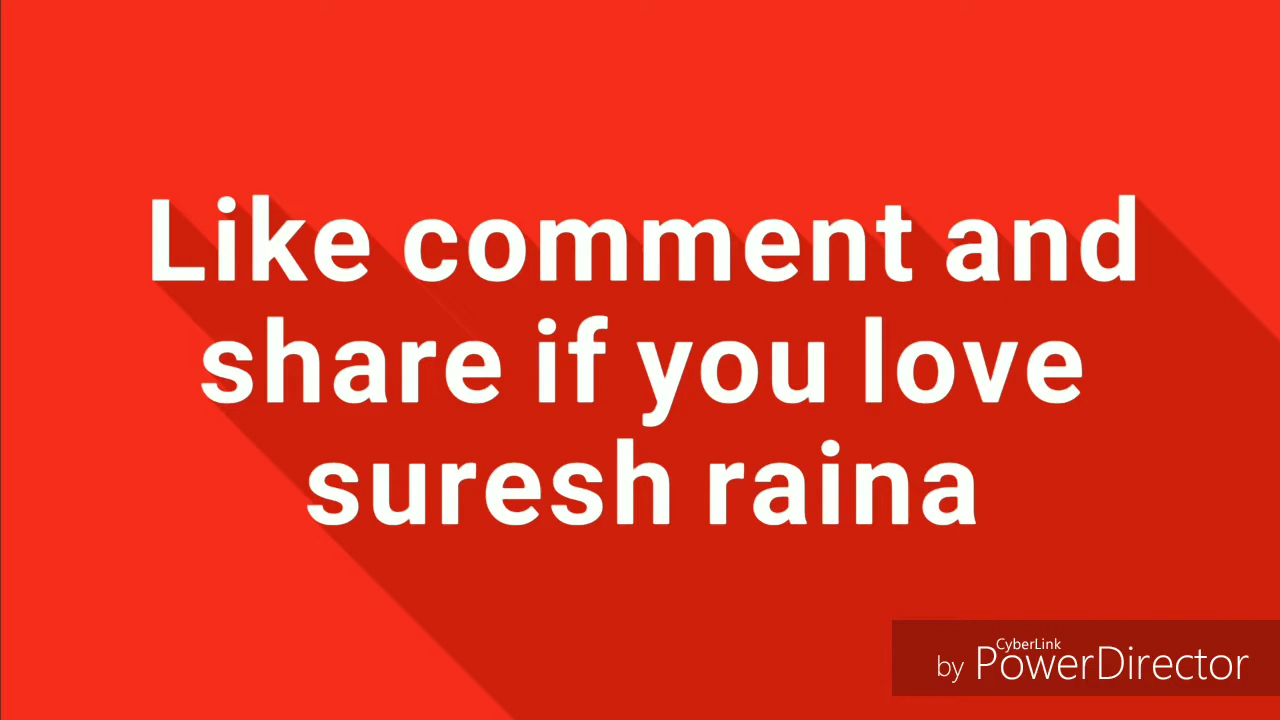 Like comment and
share if you love
suresh raina
CyberLink
by PowerDirector